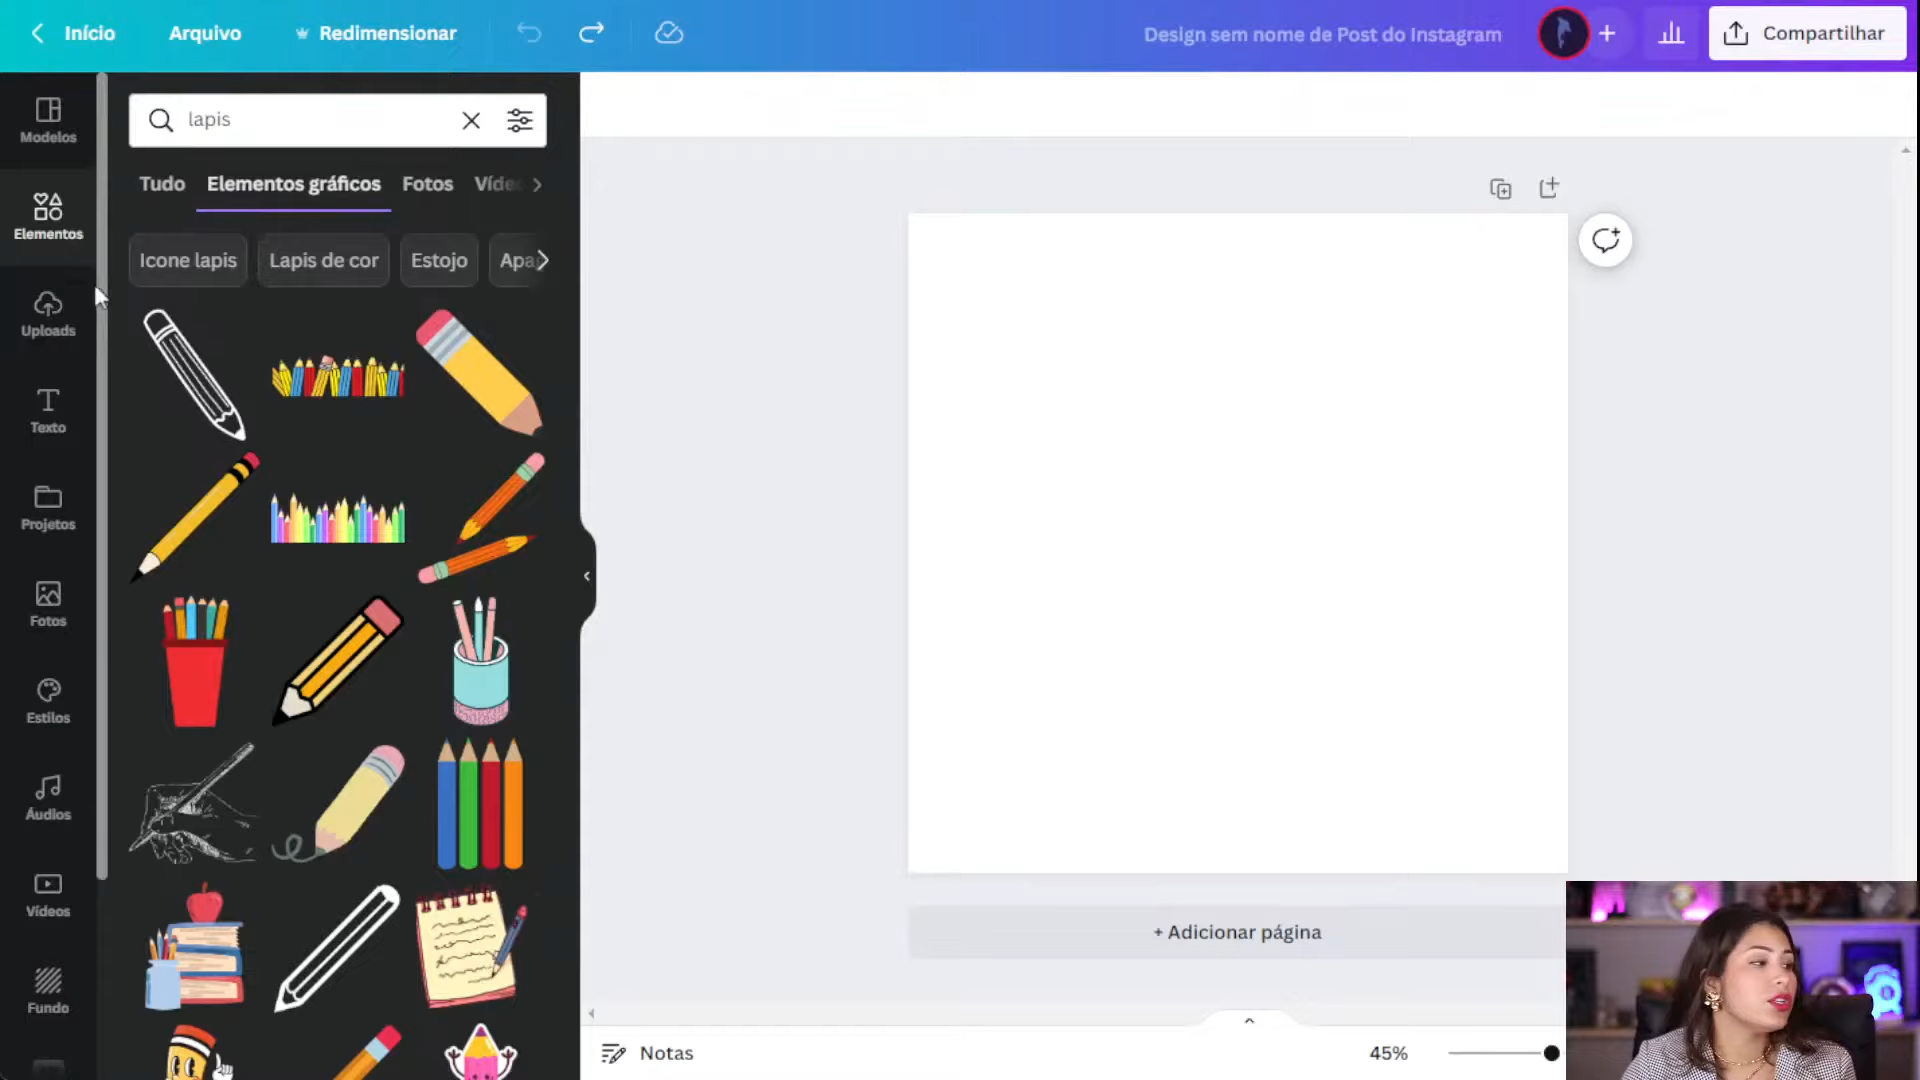 Início
Arquivo
Redimensionar
Design sem nome de Post do Instagram
Compartilhar
Modelos
Elementos
Uploads
Texto
Projetos
Fotos
Estilos
Áudios
Vídeos
Fundo
lapis
Tudo
Elementos gráficos
Fotos
Icone lapis
Lapis de cor
Estojo
+ Adicionar página
Notas
45%